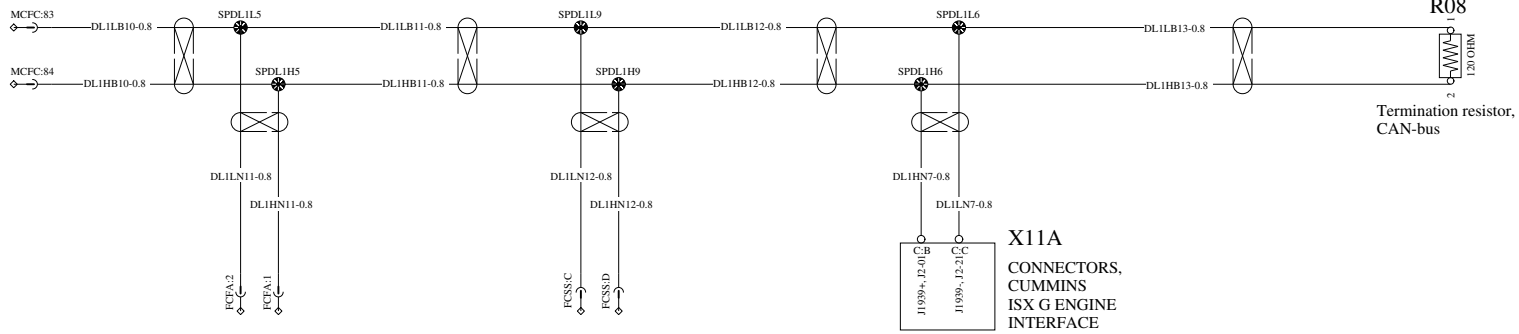 R08
MCFC:83
DL1LB10-0.8
SPDL1L5
DL1LB11-0.8
SPDL1L9
DL1LB12-0.8
SPDL1L6
DL1LB13-0.8
1
120 OHM
2
MCFC:84
DL1HB10-0.8
SPDL1H5
DL1HB11-0.8
SPDL1H9
DL1HB12-0.8
SPDL1H6
DL1HB13-0.8
Termination resistor,
CAN-bus
DL1LN11-0.8
DL1HN11-0.8
DL1LN12-0.8
DL1HN12-0.8
DL1HN7-0.8
DL1LN7-0.8
FCFA:2
FCFA:1
FCSS:C
FCSS:D
C:B
C:C
J1939+, J2-01
J1939-, J2-21
X11A
CONNECTORS,
CUMMINS
ISX G ENGINE
INTERFACE